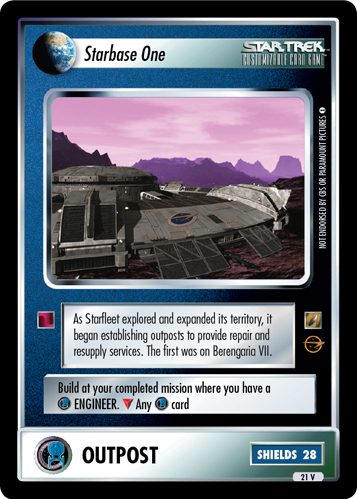 Starbase One
STAR TREK
CUSTOMIZABLE CARD GAME
NOT ENDORSED BY CBS OR PARAMOUNT PICTURES
As Starfleet explored and expanded its territory, it
began establishing outposts to provide repair and
resupply services. The first was on Berengaria VII.
Build at your completed mission where you have a
ENGINEER. Any card
OUTPOST
SHIELDS 28
21 V